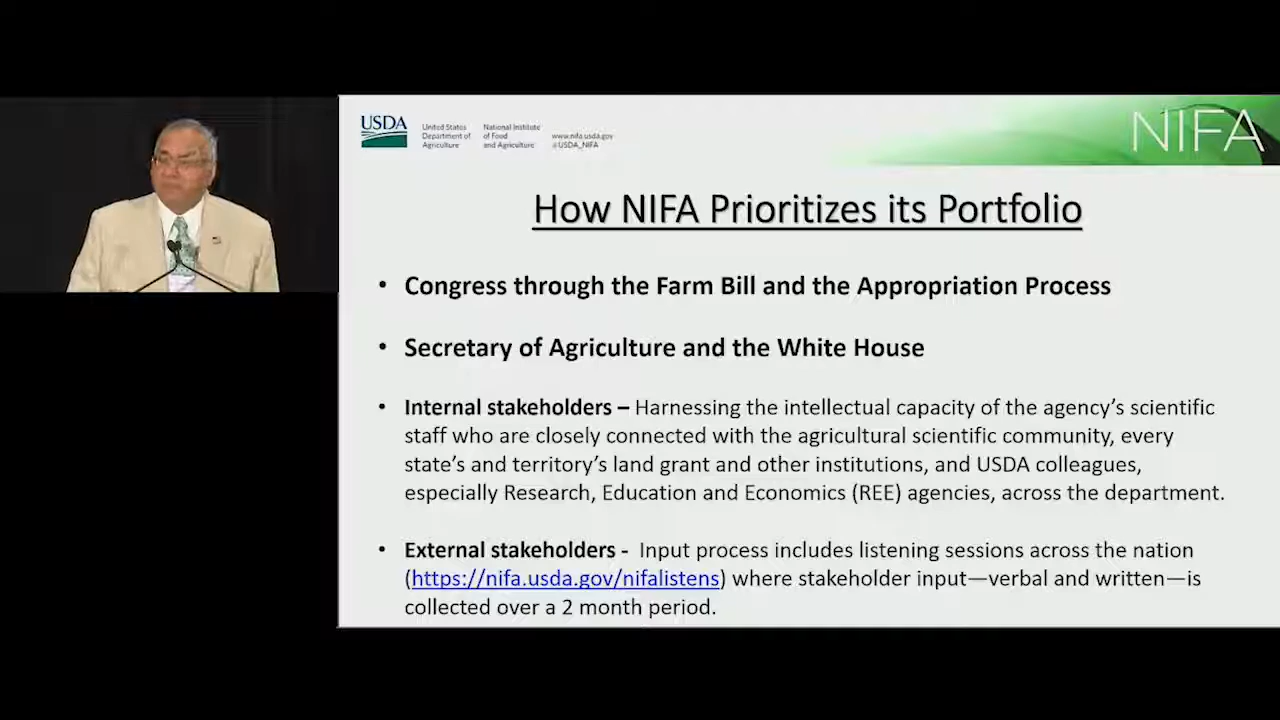 USDA
United States
Department of
Agriculture
National Institute
of Food
and Agriculture
www.nifa.usda.gov
@USDA_NIFA
NIFA
How NIFA Prioritizes its Portfolio
• Congress through the Farm Bill and the Appropriation Process
• Secretary of Agriculture and the White House
• Internal stakeholders – Harnessing the intellectual capacity of the agency's scientific
staff who are closely connected with the agricultural scientific community, every
state's and territory's land grant and other institutions, and USDA colleagues,
especially Research, Education and Economics (REE) agencies, across the department.
• External stakeholders - Input process includes listening sessions across the nation
(https://nifa.usda.gov/nifalistens) where stakeholder input—verbal and written—is
collected over a 2 month period.